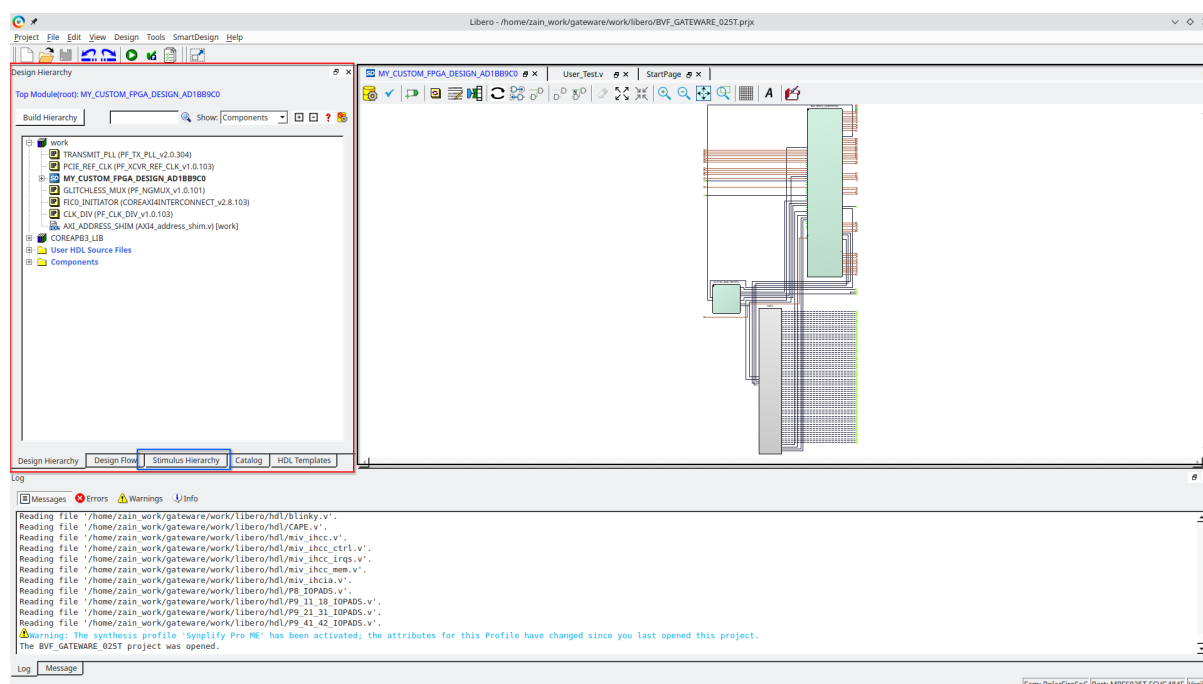 Libero - /home/zain_work/gateware/work/libero/BVF_GATEWARE_025T.prjx
Project File Edit View Design Tools SmartDesign Help
Design Hierarchy
Top Module(root): MY_CUSTOM_FPGA_DESIGN_AD1BB9C0
Build Hierarchy Show: Components
work
TRANSMIT_PLL (PF_TX_PLL_v2.0.304)
PCIE_REF_CLK (PF_XCVR_REF_CLK_v1.0.103)
MY_CUSTOM_FPGA_DESIGN_AD1BB9C0
GLITCHLESS_MUX (PF_NGMUX_v1.0.101)
FIC0_INITIATOR (COREAXI4INTERCONNECT_v2.8.103)
CLK_DIV (PF_CLK_DIV_v1.0.103)
AXI_ADDRESS_SHIM (AXI4_address_shim.v) [work]
COREAPB3_LIB
User HDL Source Files
Components
Design Hierarchy Design Flow Stimulus Hierarchy Catalog HDL Templates
MY_CUSTOM_FPGA_DESIGN_AD1BB9C0 User_Test.v StartPage
Log
Messages Errors Warnings Info
Reading file '/home/zain_work/gateware/work/libero/hdl/blinky.v'.
Reading file '/home/zain_work/gateware/work/libero/hdl/CAPE.v'.
Reading file '/home/zain_work/gateware/work/libero/hdl/miv_ihcc.v'.
Reading file '/home/zain_work/gateware/work/libero/hdl/miv_ihcc_ctrl.v'.
Reading file '/home/zain_work/gateware/work/libero/hdl/miv_ihcc_irqs.v'.
Reading file '/home/zain_work/gateware/work/libero/hdl/miv_ihcc_mem.v'.
Reading file '/home/zain_work/gateware/work/libero/hdl/miv_ihcia.v'.
Reading file '/home/zain_work/gateware/work/libero/hdl/P8_IOPADS.v'.
Reading file '/home/zain_work/gateware/work/libero/hdl/P9_11_18_IOPADS.v'.
Reading file '/home/zain_work/gateware/work/libero/hdl/P9_21_31_IOPADS.v'.
Reading file '/home/zain_work/gateware/work/libero/hdl/P9_41_42_IOPADS.v'.
Warning: The synthesis profile 'Synplify Pro ME' has been activated; the attributes for this Profile have changed since you last opened this project.
The BVF_GATEWARE_025T project was opened.
Log Message